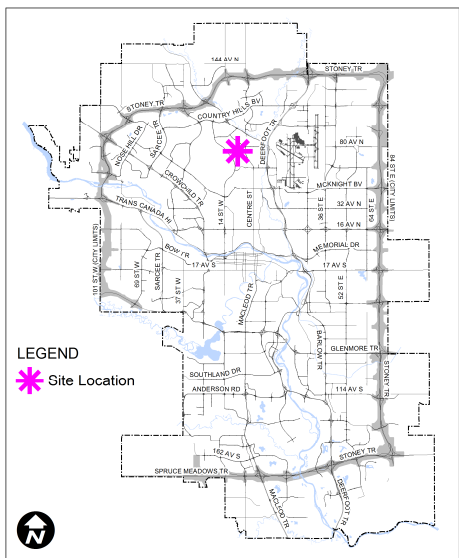 144 AV N
STONEY TR
STONEY TR
COUNTRY HILLS BV
NOSE HILL DR
SARCEE TR
DEERFOOT TR
80 AV N
CROWCHILD TR
14 ST W
CENTRE ST
MCKNIGHT BV
36 ST E
32 AV N
16 AV N
84 ST E (CITY LIMITS)
64 ST E
TRANS CANADA HI
101 ST W (CITY LIMITS)
BOW TR
MEMORIAL DR
17 AV S
17 AV S
69 ST W
SARCEE TR
37 ST W
MACLEOD TR
52 ST E
BARLOW TR
GLENMORE TR
LEGEND
Site Location
SOUTHLAND DR
ANDERSON RD
114 AV S
STONEY TR
162 AV S
STONEY TR
SPRUCE MEADOWS TR
MACLEOD TR
DEERFOOT TR
N